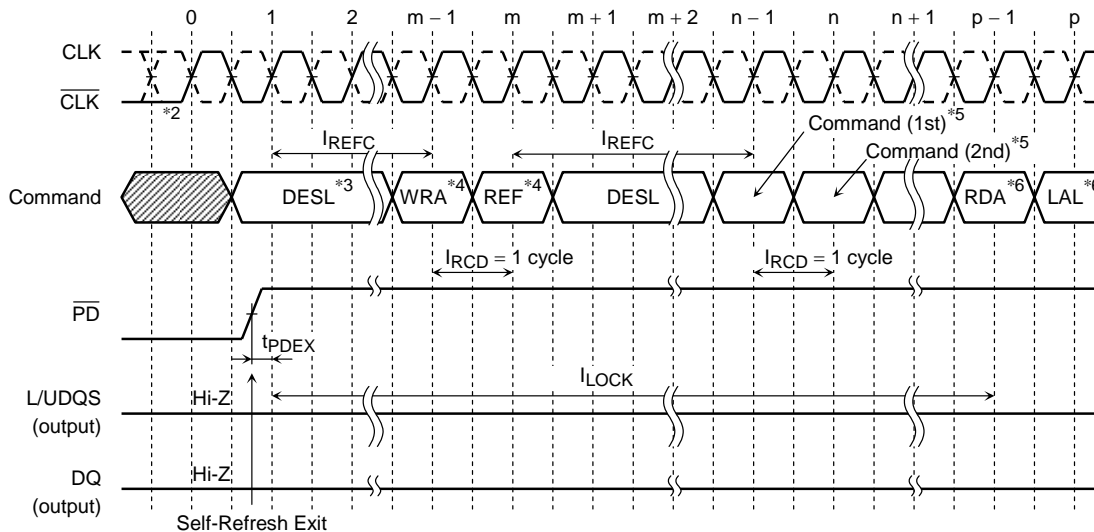 0 1 2 m − 1 m m + 1 m + 2 n - 1 n n + 1 p − 1 p
CLK
CLK
*2
Command (1st)*5
IREFC IREFC
Command (2nd)*5
Command DESL*3 WRA*4 REF*4 DESL RDA*6 LAL*6
IRCD = 1 cycle IRCD = 1 cycle
PD
tPDEX
ILOCK
L/UDQS Hi-Z
(output)
DQ Hi-Z
(output)
Self-Refresh Exit